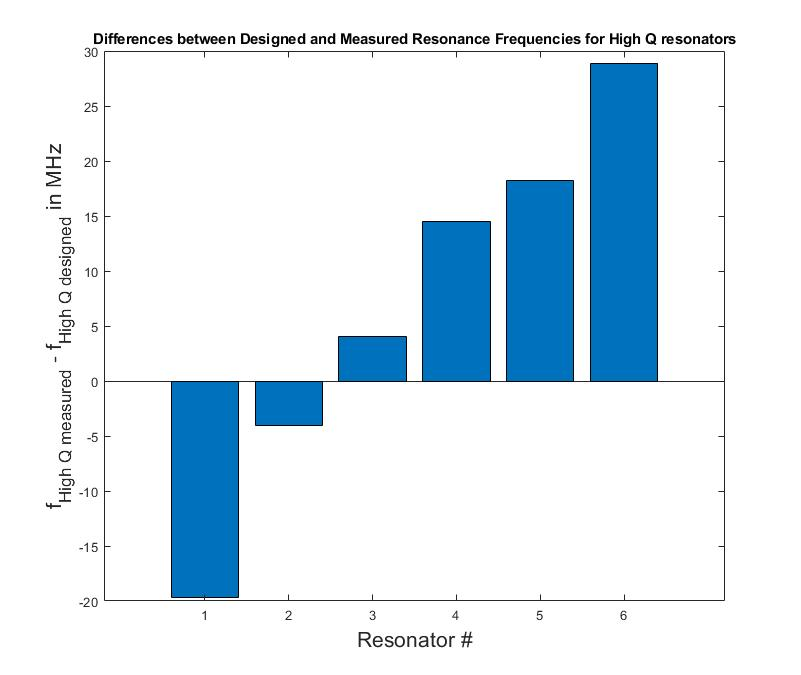 Differences between Designed and Measured Resonance Frequencies for High Q resonators
f_High Q measured - f_High Q designed in MHz
30
25
20
15
10
5
0
-5
-10
-15
-20
1 2 3 4 5 6
Resonator #